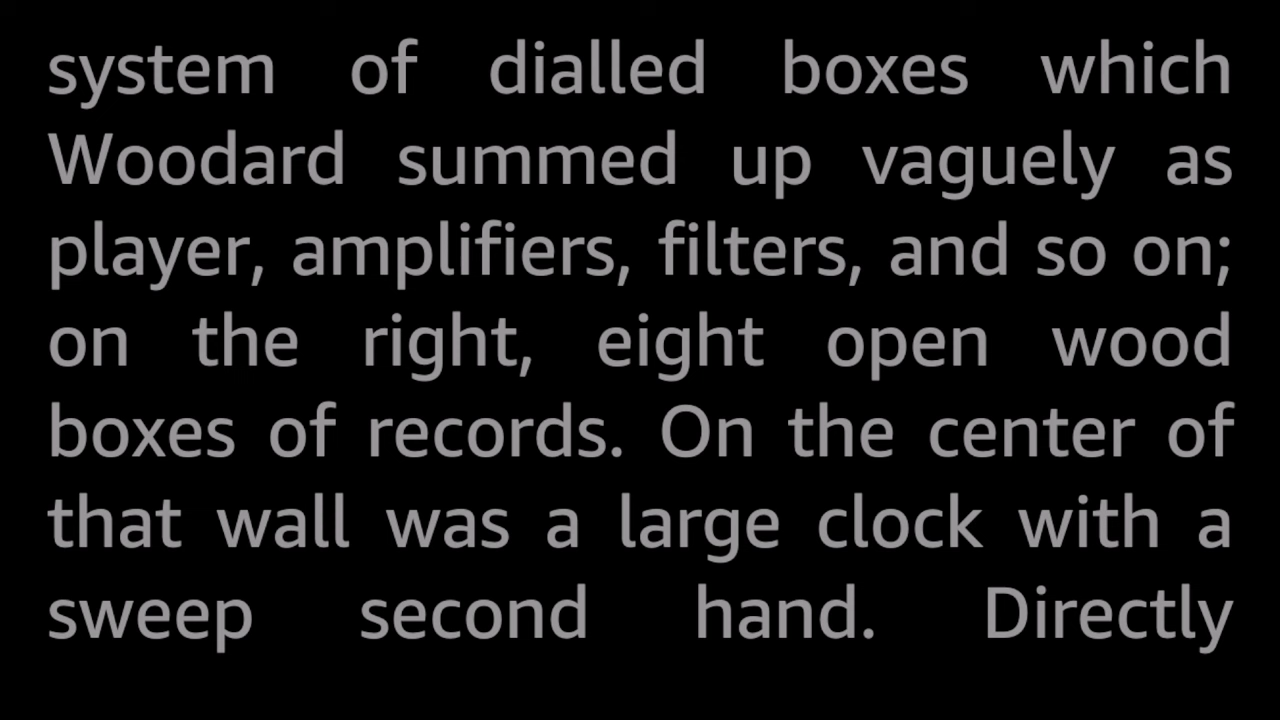 system of dialled boxes which
Woodard summed up vaguely as
player, amplifiers, filters, and so on;
on the right, eight open wood
boxes of records. On the center of
that wall was a large clock with a
sweep second hand. Directly